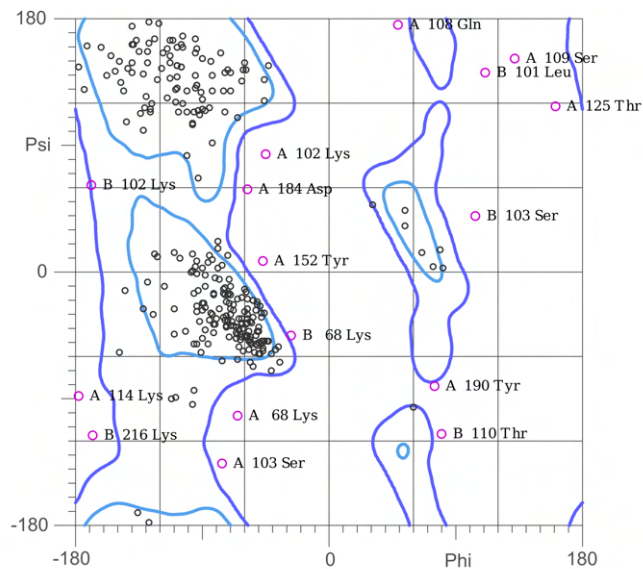 180
A 108 Gln
A 109 Ser
B 101 Leu
A 125 Thr
Psi
A 102 Lys
B 102 Lys
A 184 Asp
B 103 Ser
A 152 Tyr
0
B 68 Lys
A 190 Tyr
A 114 Lys
A 68 Lys
B 216 Lys
B 110 Thr
A 103 Ser
-180
-180 0 Phi 180